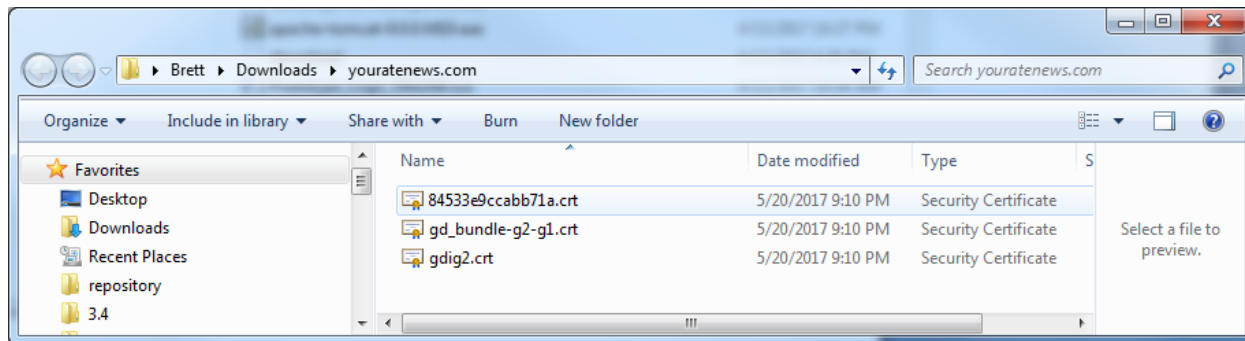 Brett Downloads youratenews.com Search youratenews.com
Organize Include in library Share with Burn New folder
Favorites
Desktop
Downloads
Recent Places
repository
3.4
Name Date modified Type S
84533e9ccabb71a.crt 5/20/2017 9:10 PM Security Certificate
gd_bundle-g2-g1.crt 5/20/2017 9:10 PM Security Certificate
gdig2.crt 5/20/2017 9:10 PM Security Certificate
Select a file to
preview.